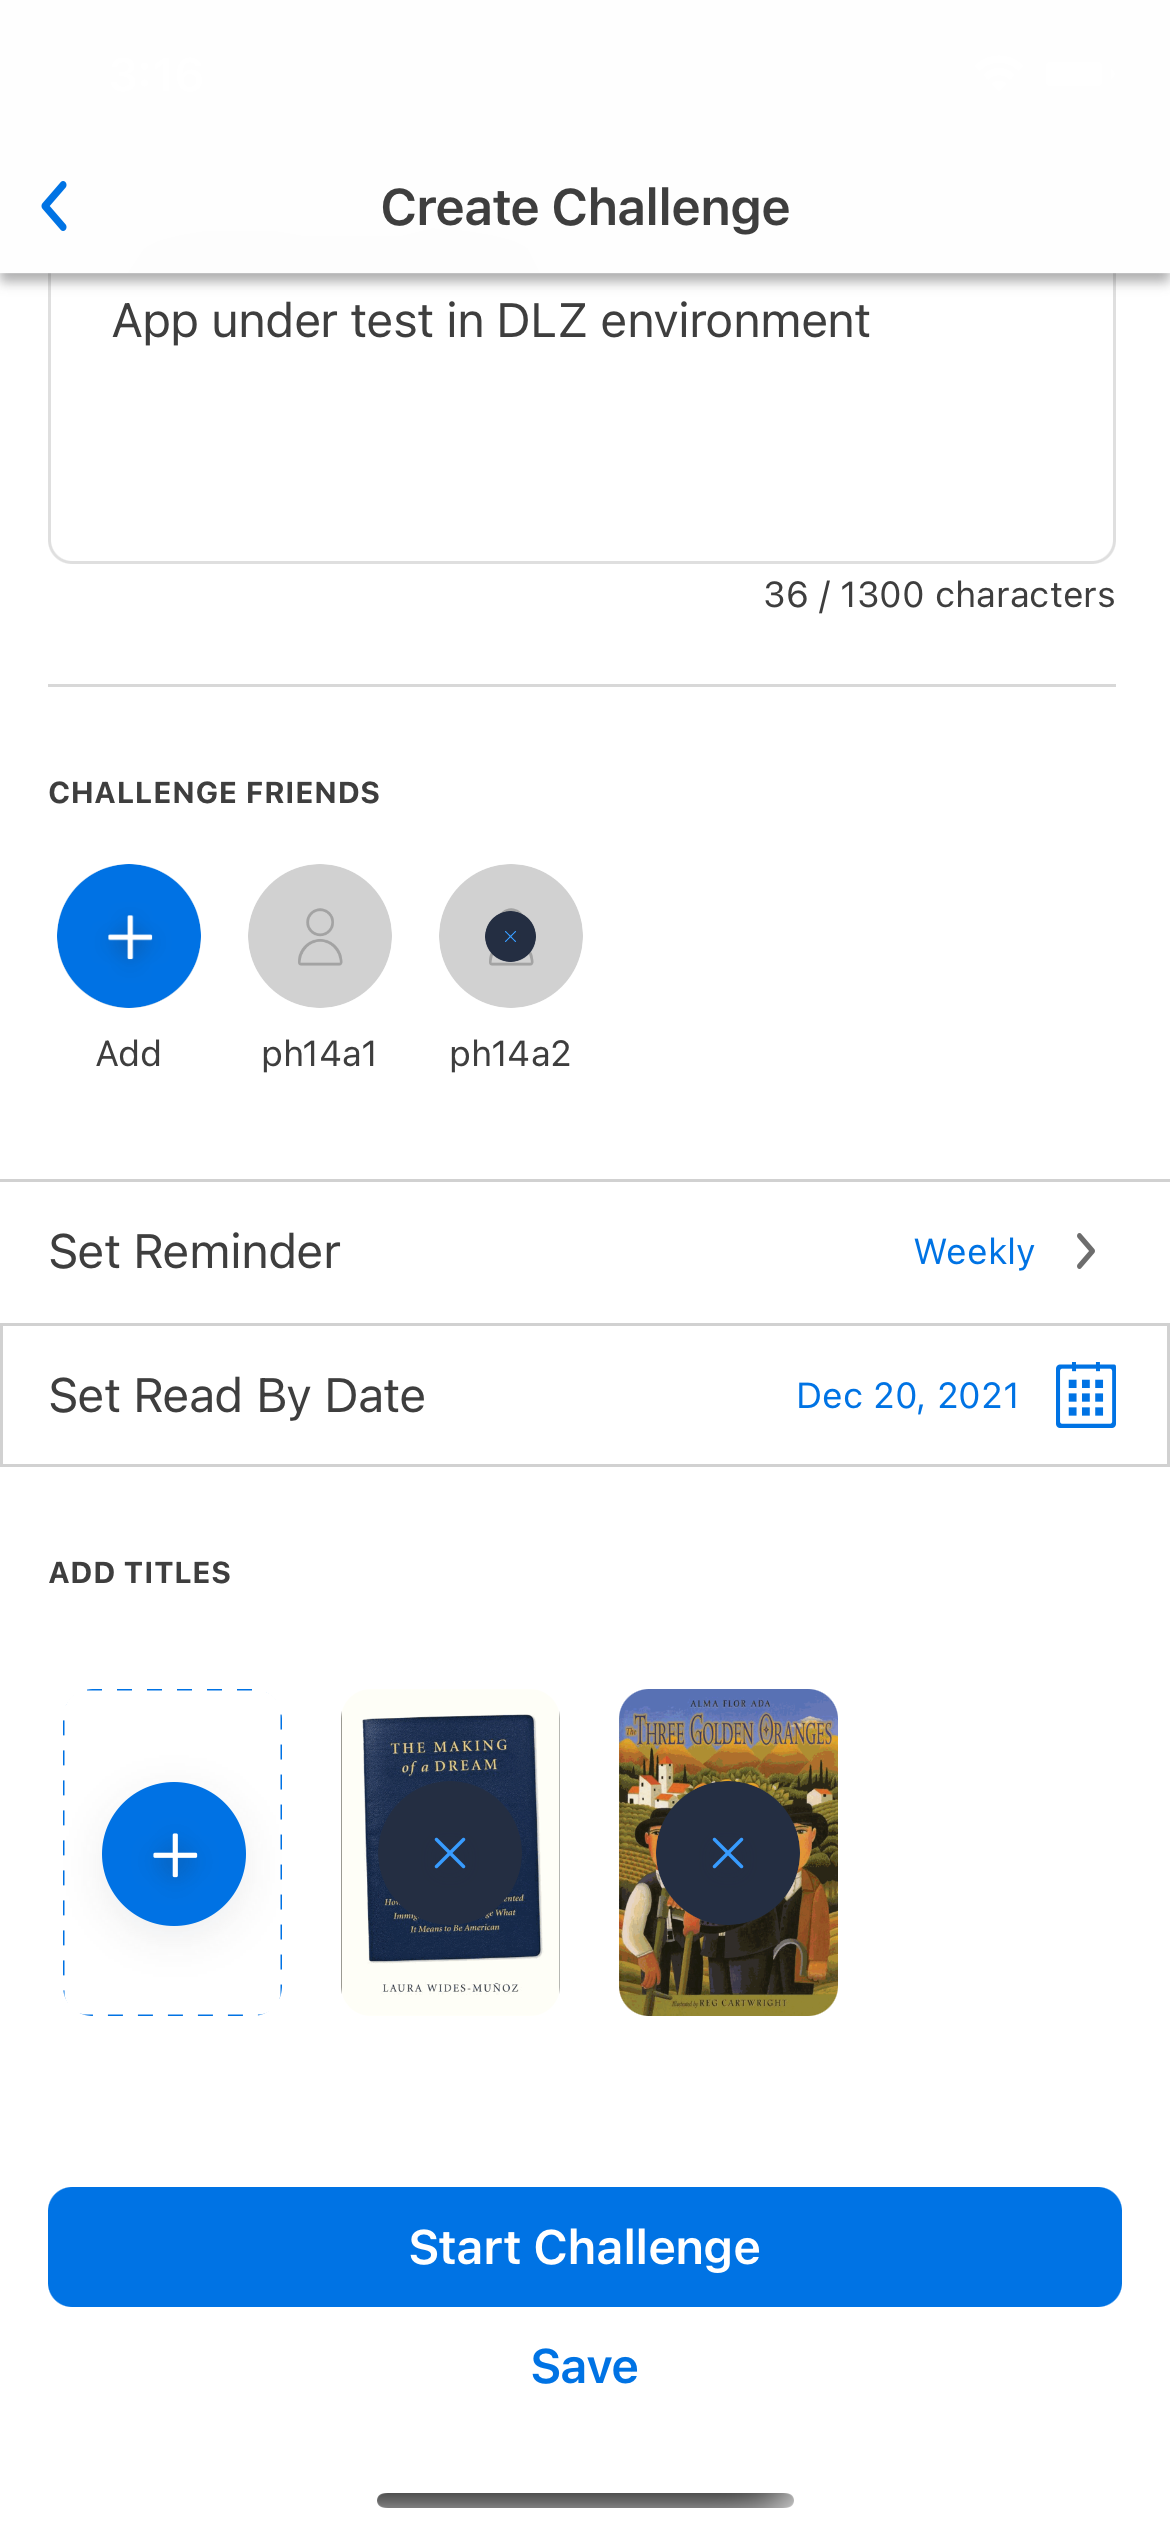 Create Challenge
App under test in DLZ environment
36 / 1300 characters
CHALLENGE FRIENDS
Add
ph14a1
ph14a2
Set Reminder
Weekly
Set Read By Date
Dec 20, 2021
ADD TITLES
THE MAKING
of a DREAM
What
It Means to Be American
LAURA WIDES-MUÑOZ
ALMA FLOR ADA
The THREE GOLDEN ORANGES
Illustrated by REG CARTWRIGHT
Start Challenge
Save